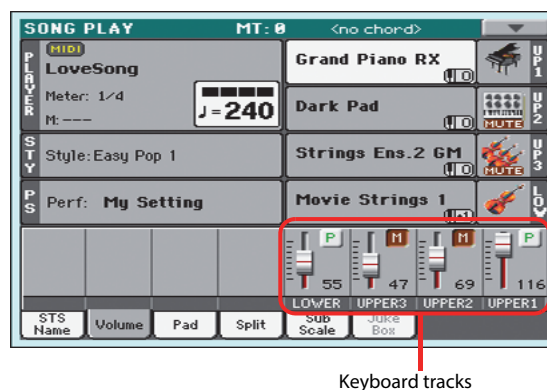 SONG PLAY MT: 0 <no chord>
PLAYER
MIDI
LoveSong
Meter: 1/4
M: ---
♩=240
Grand Piano RX
0
UP1
Dark Pad
0
MUTE
UP2
STY
Style:Easy Pop 1
Strings Ens.2 GM
0
MUTE
UP3
PS
Perf: My Setting
Movie Strings 1
LOW
P M M P
55 47 69 116
LOWER UPPER3 UPPER2 UPPER1
STS Name
Volume
Pad
Split
Sub Scale
Juke Box
Keyboard tracks